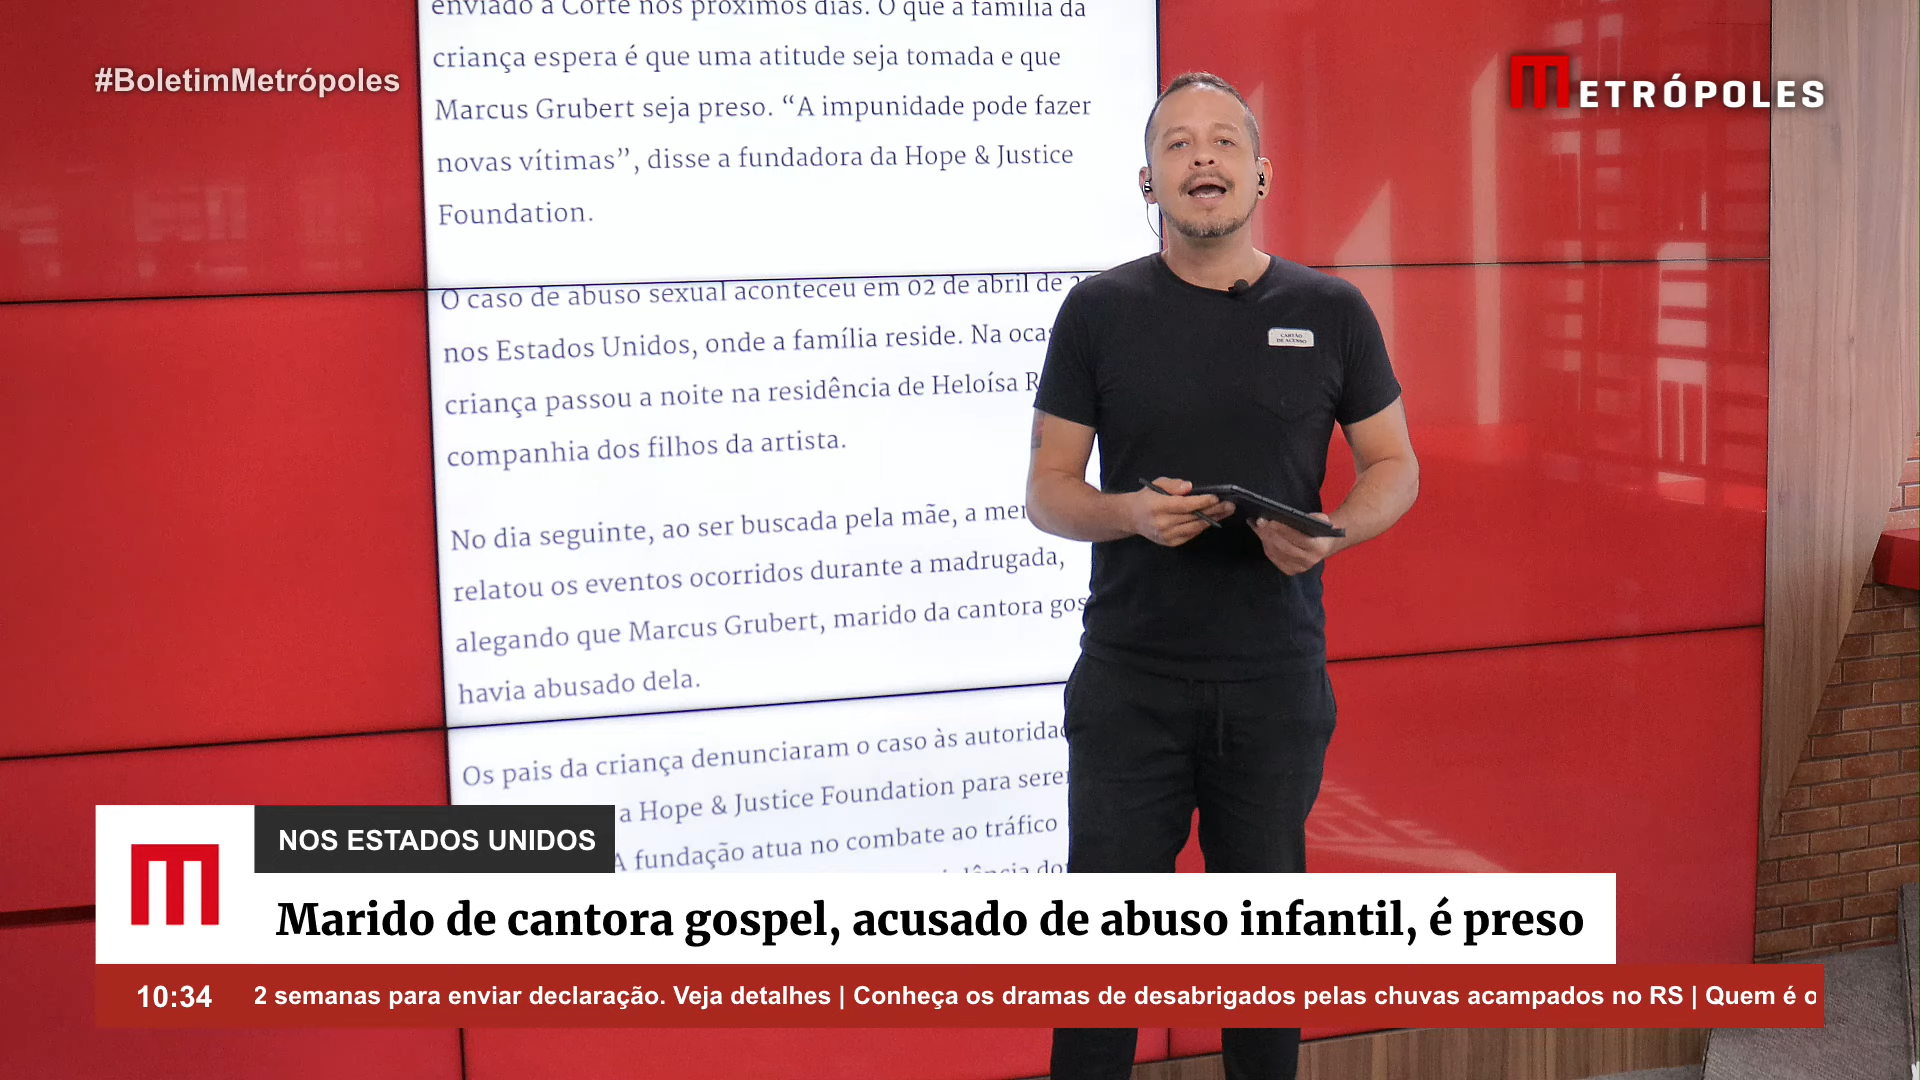 #BoletimMetrópoles
METRÓPOLES
enviado à Corte nos próximos dias. O que a família da
criança espera é que uma atitude seja tomada e que
Marcus Grubert seja preso. “A impunidade pode fazer
novas vítimas”, disse a fundadora da Hope & Justice
Foundation.
O caso de abuso sexual aconteceu em 02 de abril de
nos Estados Unidos, onde a família reside. Na
criança passou a noite na residência de Heloísa
companhia dos filhos da artista.
No dia seguinte, ao ser buscada pela mãe, a
relatou os eventos ocorridos durante a madrugada,
alegando que Marcus Grubert, marido da cantora
havia abusado dela.
Os pais da criança denunciaram o caso às
a Hope & Justice Foundation para
A fundação atua no combate ao tráfico
CARTÃO
DE ACESSO
NOS ESTADOS UNIDOS
Marido de cantora gospel, acusado de abuso infantil, é preso
10:34 2 semanas para enviar declaração. Veja detalhes | Conheça os dramas de desabrigados pelas chuvas acampados no RS | Quem é o